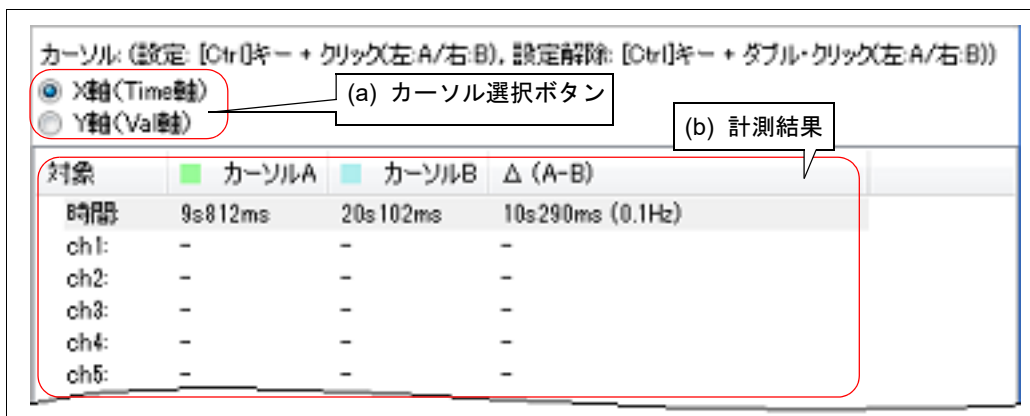 カーソル: (設定: [Ctrl]キー + クリック(左:A/右:B), 設定解除: [Ctrl]キー + ダブル・クリック(左:A/右:B))
X軸(Time軸)
Y軸(Val軸)
(a) カーソル選択ボタン
(b) 計測結果
対象 カーソルA カーソルB Δ (A-B)
時間: 9s812ms 20s102ms 10s290ms (0.1Hz)
ch1: - - -
ch2: - - -
ch3: - - -
ch4: - - -
ch5: - - -